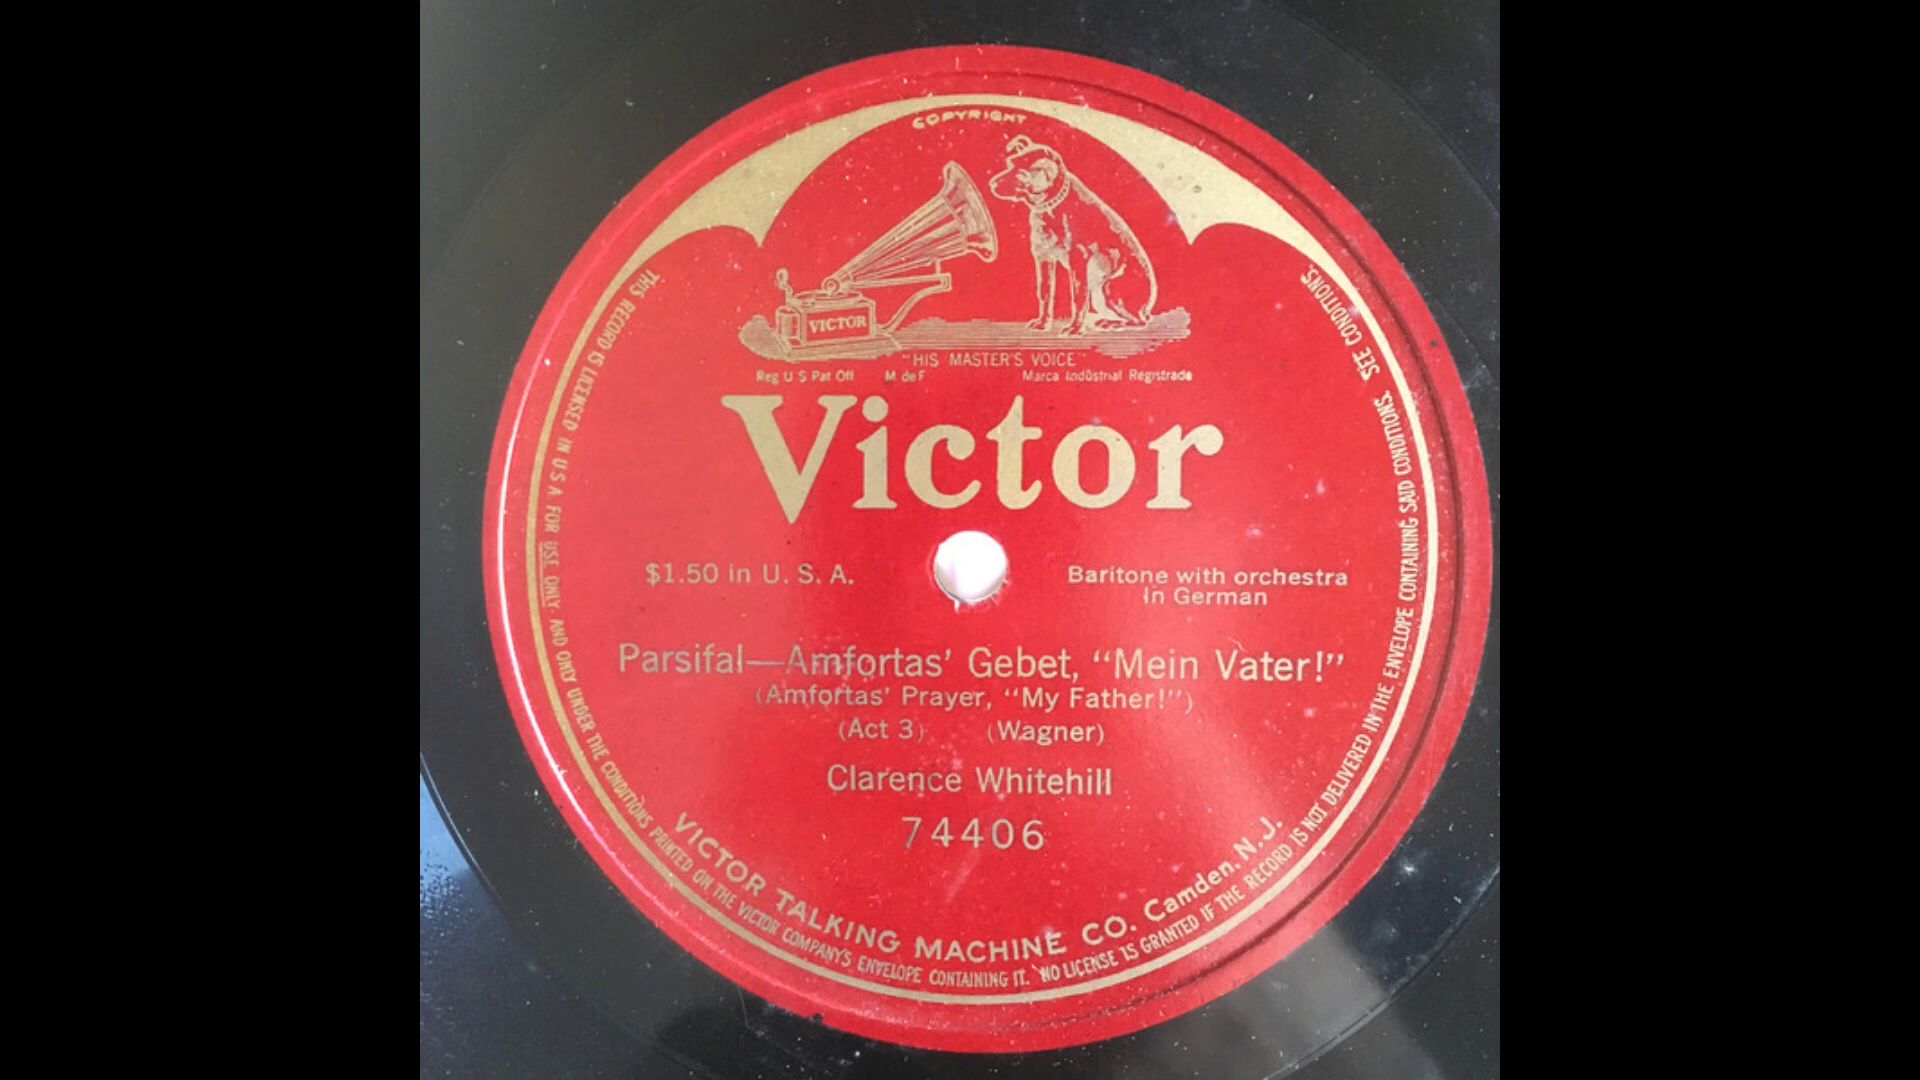 COPYRIGHT
VICTOR
"HIS MASTER'S VOICE"
Reg U S Pat Off M de F Marca Industrial Registrada
Victor
$1.50 in U. S. A.
Baritone with orchestra
In German
Parsifal—Amfortas' Gebet, "Mein Vater!"
(Amfortas' Prayer, "My Father!")
(Act 3) (Wagner)
Clarence Whitehill
74406
VICTOR TALKING MACHINE CO. Camden, N. J.
THIS RECORD IS LICENSED IN U S A FOR USE ONLY. AND ONLY UNDER THE CONDITIONS PRINTED ON THE VICTOR COMPANY'S ENVELOPE CONTAINING IT. NO LICENSE IS GRANTED IF THE RECORD IS NOT DELIVERED IN THE ENVELOPE CONTAINING SAID CONDITIONS. SEE CONDITIONS.